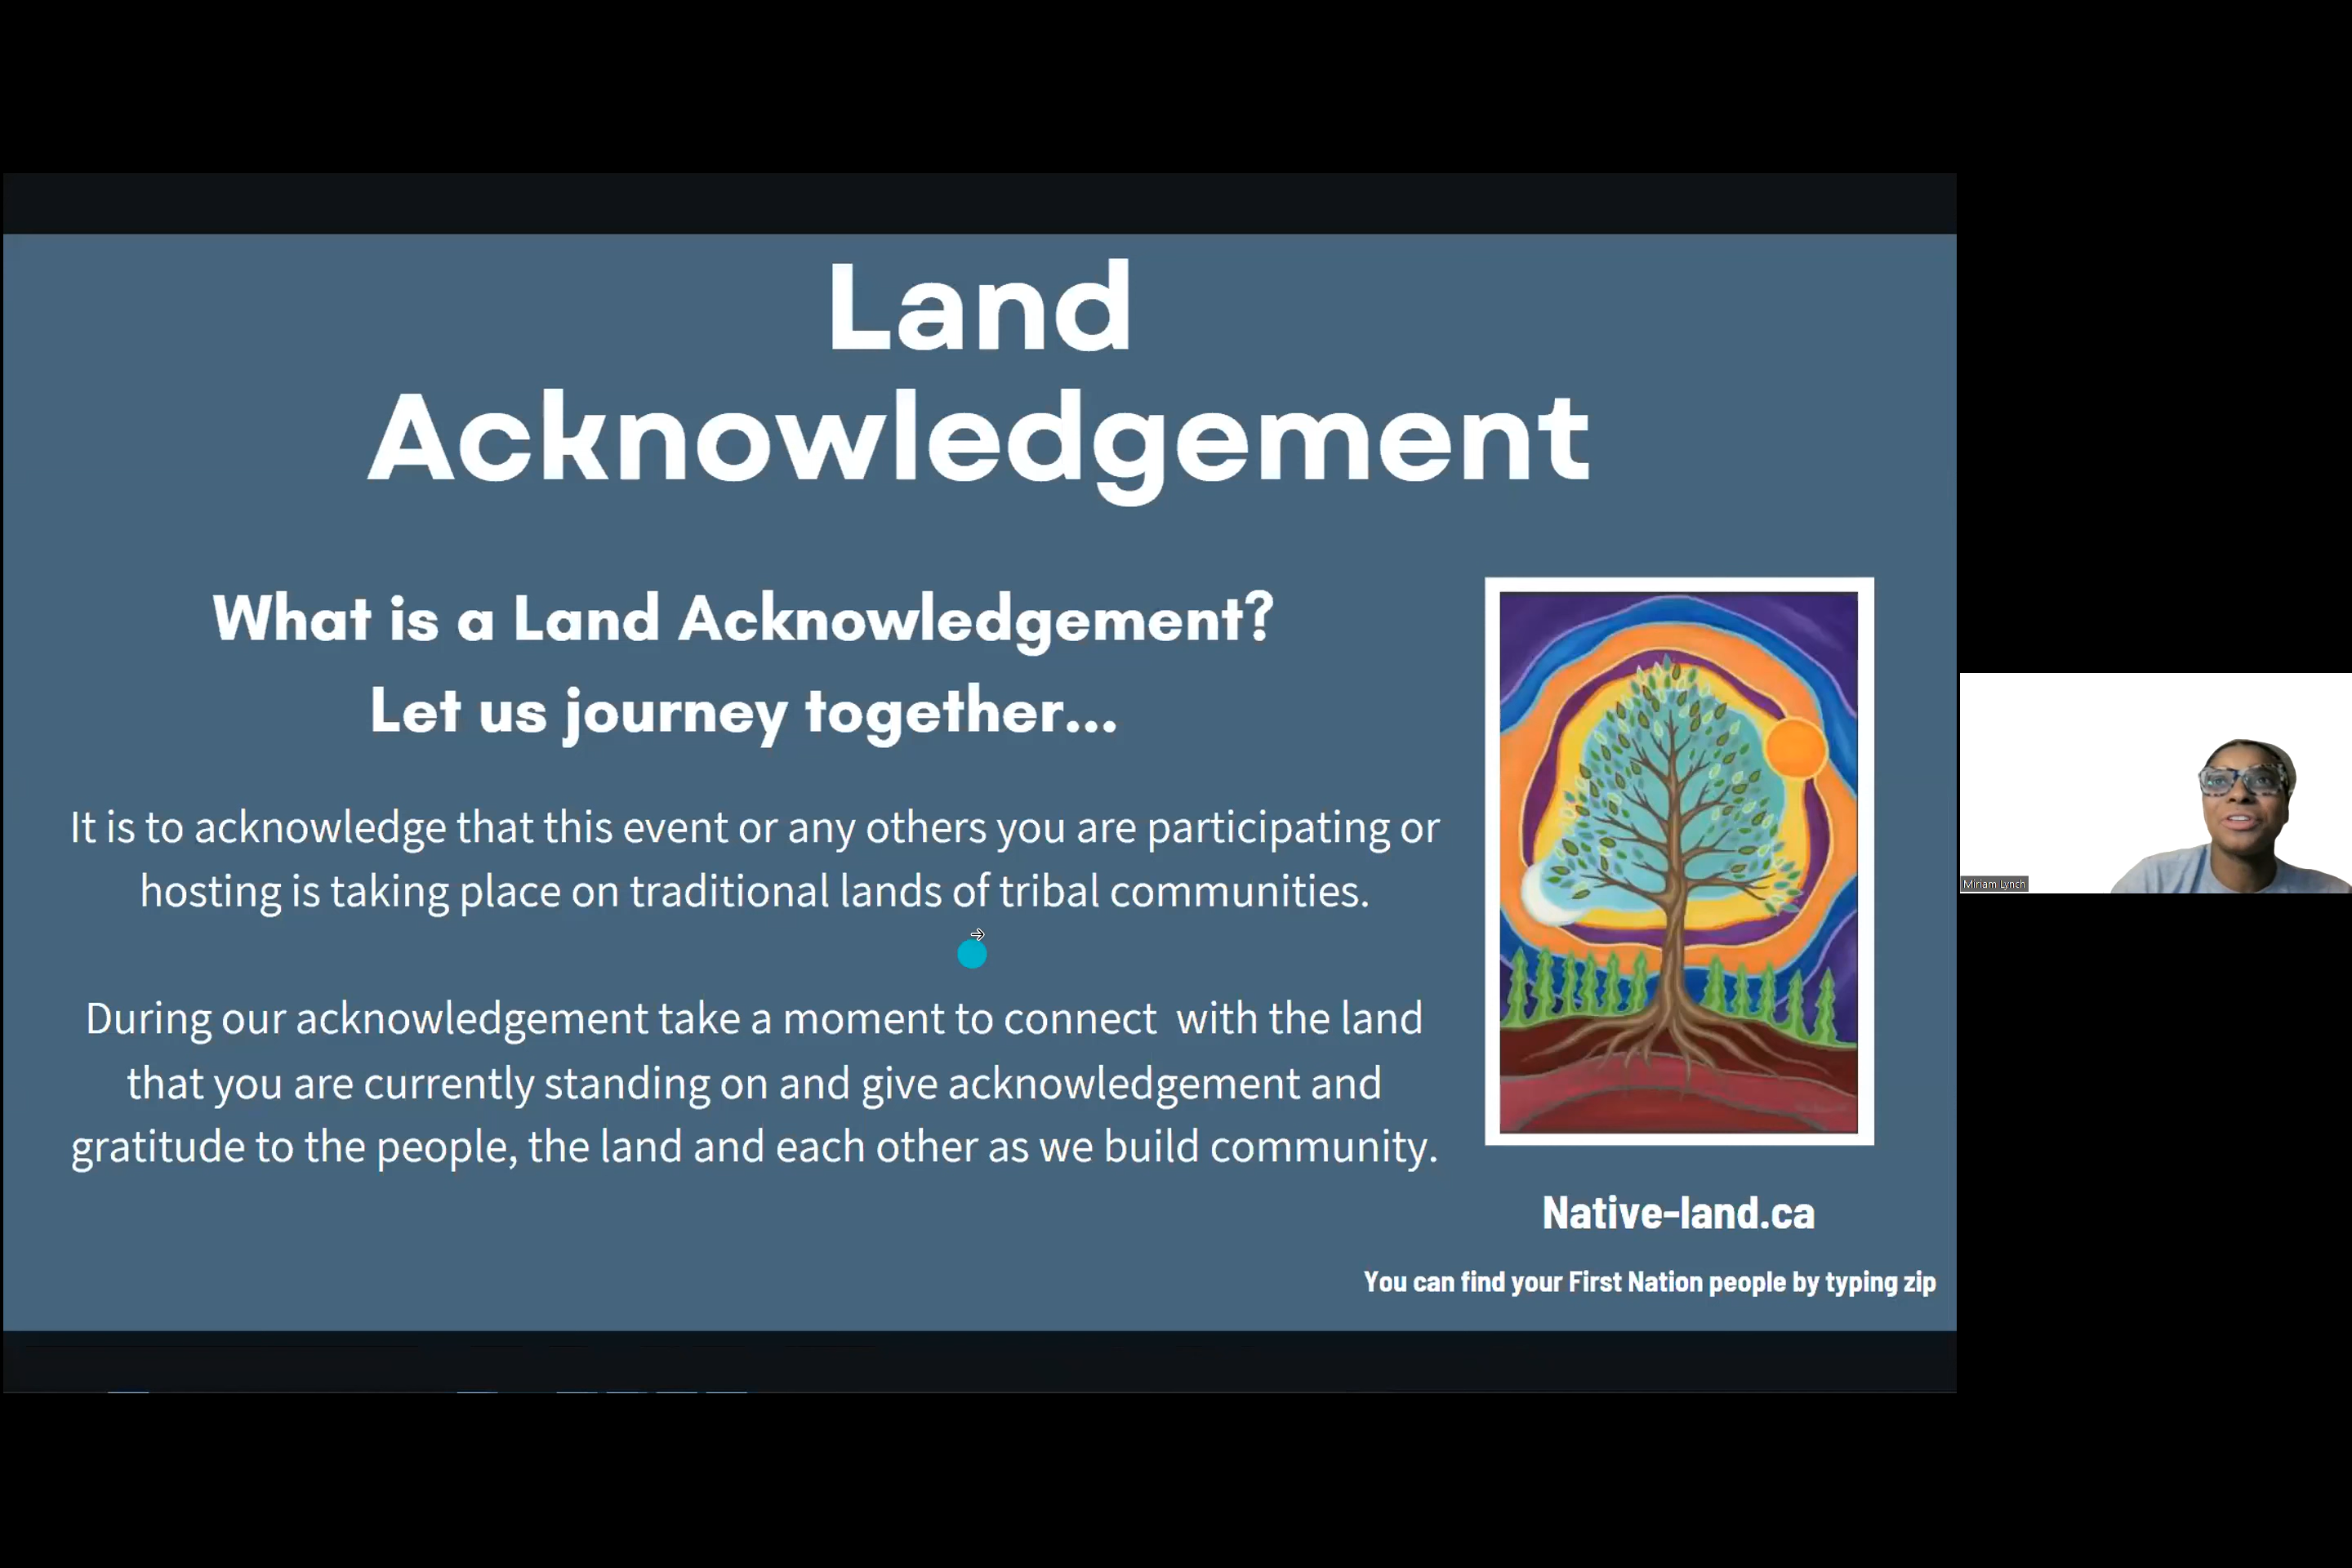 Land
Acknowledgement
What is a Land Acknowledgement?
Let us journey together...
It is to acknowledge that this event or any others you are participating or
hosting is taking place on traditional lands of tribal communities.
During our acknowledgement take a moment to connect with the land
that you are currently standing on and give acknowledgement and
gratitude to the people, the land and each other as we build community.
Native-land.ca
You can find your First Nation people by typing zip
Miriam Lynch